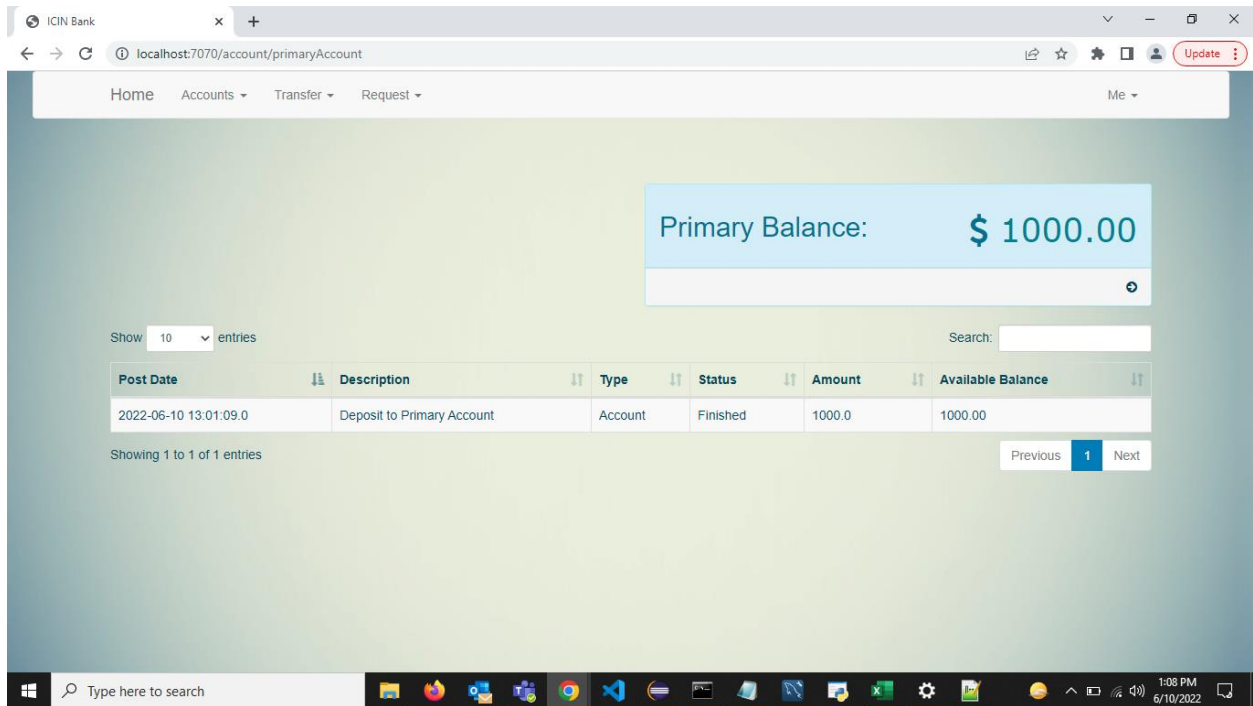 ICIN Bank
localhost:7070/account/primaryAccount
Update
Home Accounts Transfer Request Me
Primary Balance: $ 1000.00
Show 10 entries Search:
Post Date Description Type Status Amount Available Balance
2022-06-10 13:01:09.0 Deposit to Primary Account Account Finished 1000.0 1000.00
Showing 1 to 1 of 1 entries Previous 1 Next
Type here to search
1:08 PM
6/10/2022